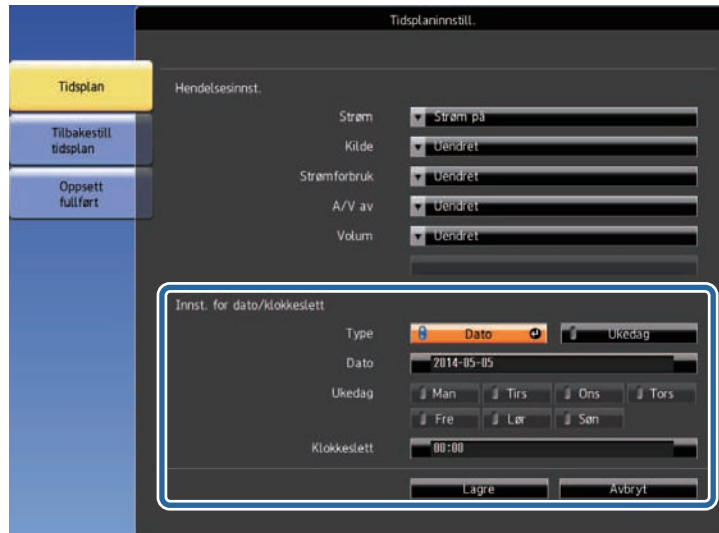 Tidsplaninnstill.
Tidsplan
Tilbakestill
tidsplan
Oppsett
fullført
Hendelsesinnst.
Strøm Strøm på
Kilde Uendret
Strømforbruk Uendret
A/V av Uendret
Volum Uendret
Innst. for dato/klokkeslett
Type Dato Ukedag
Dato 2014-05-05
Ukedag Man Tirs Ons Tors
Fre Lør Søn
Klokkeslett 00:00
Lagre Avbryt